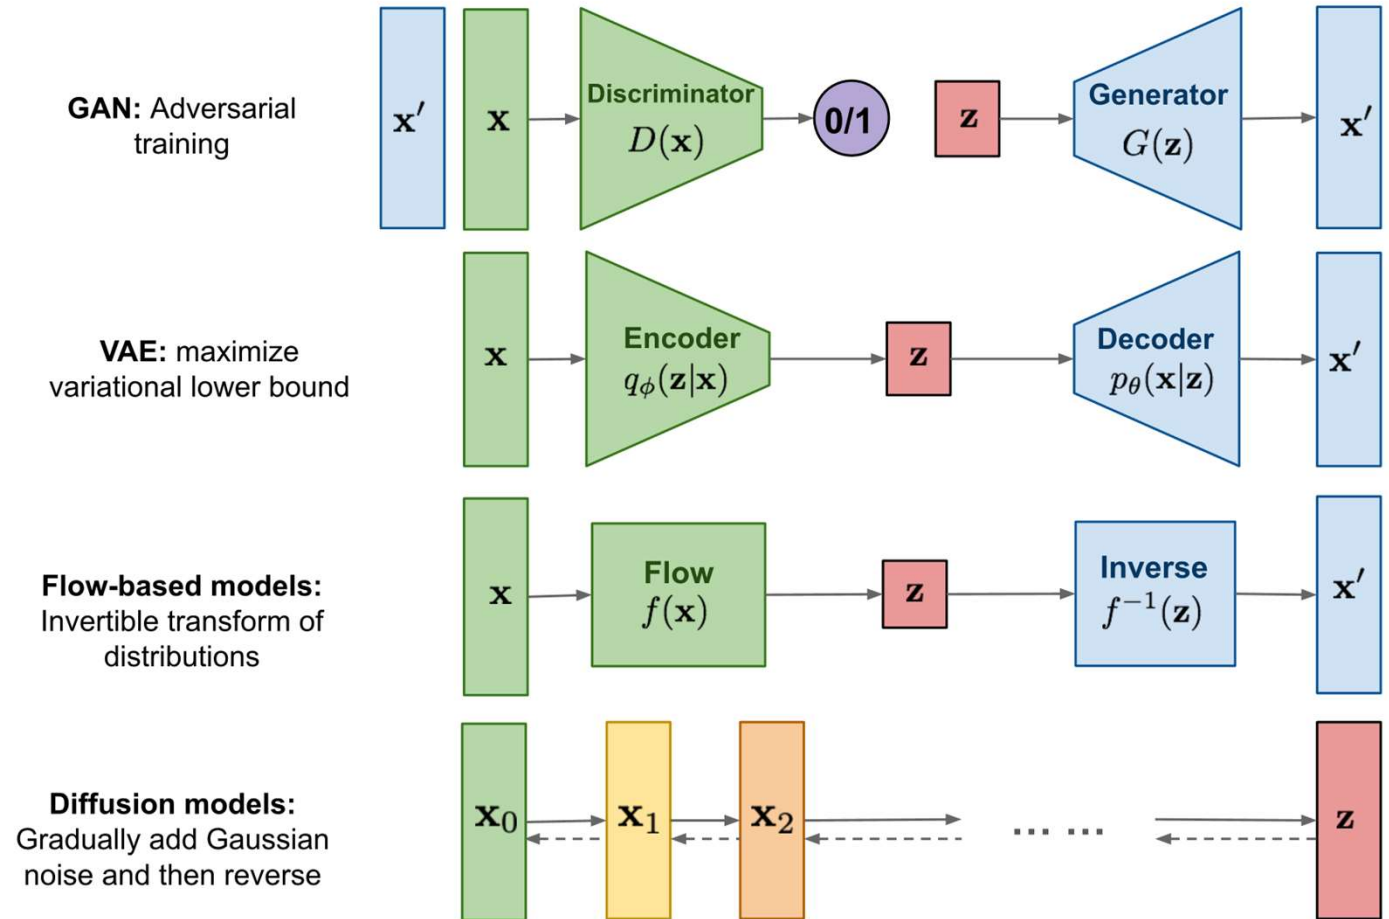 GAN: Adversarial
training
x′
x
Discriminator
D(x)
0/1
z
Generator
G(z)
x′
VAE: maximize
variational lower bound
x
Encoder
qϕ(z|x)
z
Decoder
pθ(x|z)
x′
Flow-based models:
Invertible transform of
distributions
x
Flow
f(x)
z
Inverse
f⁻¹(z)
x′
Diffusion models:
Gradually add Gaussian
noise and then reverse
x₀
x₁
x₂
... ...
z